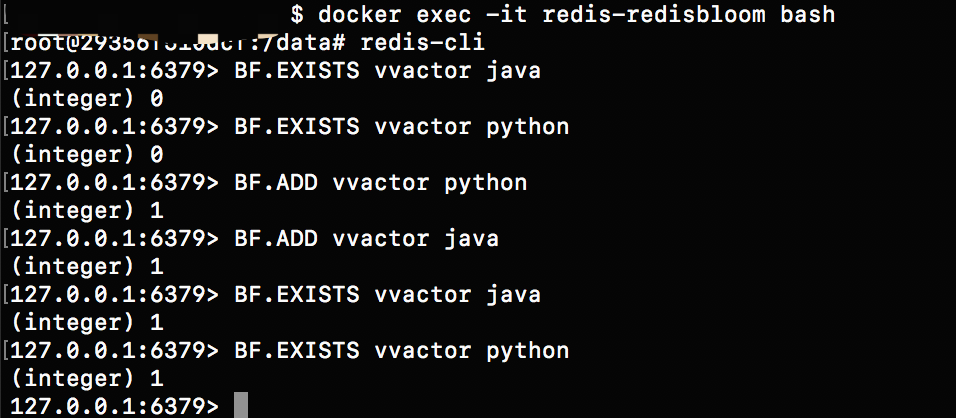 [ $ docker exec -it redis-redisbloom bash
[root@29356f310dcf:/data# redis-cli
[127.0.0.1:6379> BF.EXISTS vvactor java
(integer) 0
[127.0.0.1:6379> BF.EXISTS vvactor python
(integer) 0
[127.0.0.1:6379> BF.ADD vvactor python
(integer) 1
[127.0.0.1:6379> BF.ADD vvactor java
(integer) 1
[127.0.0.1:6379> BF.EXISTS vvactor java
(integer) 1
[127.0.0.1:6379> BF.EXISTS vvactor python
(integer) 1
127.0.0.1:6379>